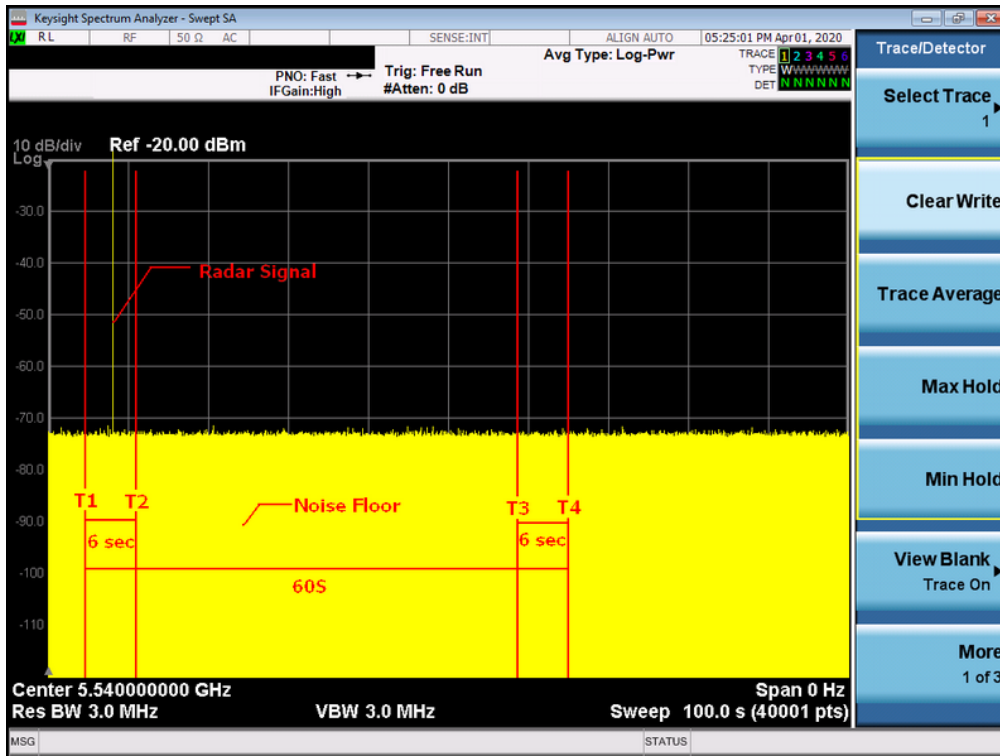 Keysight Spectrum Analyzer - Swept SA
LXI RL RF 50 Ω AC SENSE:INT ALIGN AUTO 05:25:01 PM Apr 01, 2020
Avg Type: Log-Pwr
TRACE 1 2 3 4 5 6
PNO: Fast Trig: Free Run
TYPE WWWWWW
IFGain:High #Atten: 0 dB
DET N N N N N N
Trace/Detector
Select Trace
1
Clear Write
Trace Average
Max Hold
Min Hold
View Blank
Trace On
More
1 of 3
10 dB/div Ref -20.00 dBm
Log
-30.0
-40.0
Radar Signal
-50.0
-60.0
-70.0
-80.0
T1 T2 Noise Floor T3 T4
-90.0
6 sec 6 sec
-100
60S
-110
Center 5.540000000 GHz Span 0 Hz
Res BW 3.0 MHz VBW 3.0 MHz Sweep 100.0 s (40001 pts)
MSG STATUS